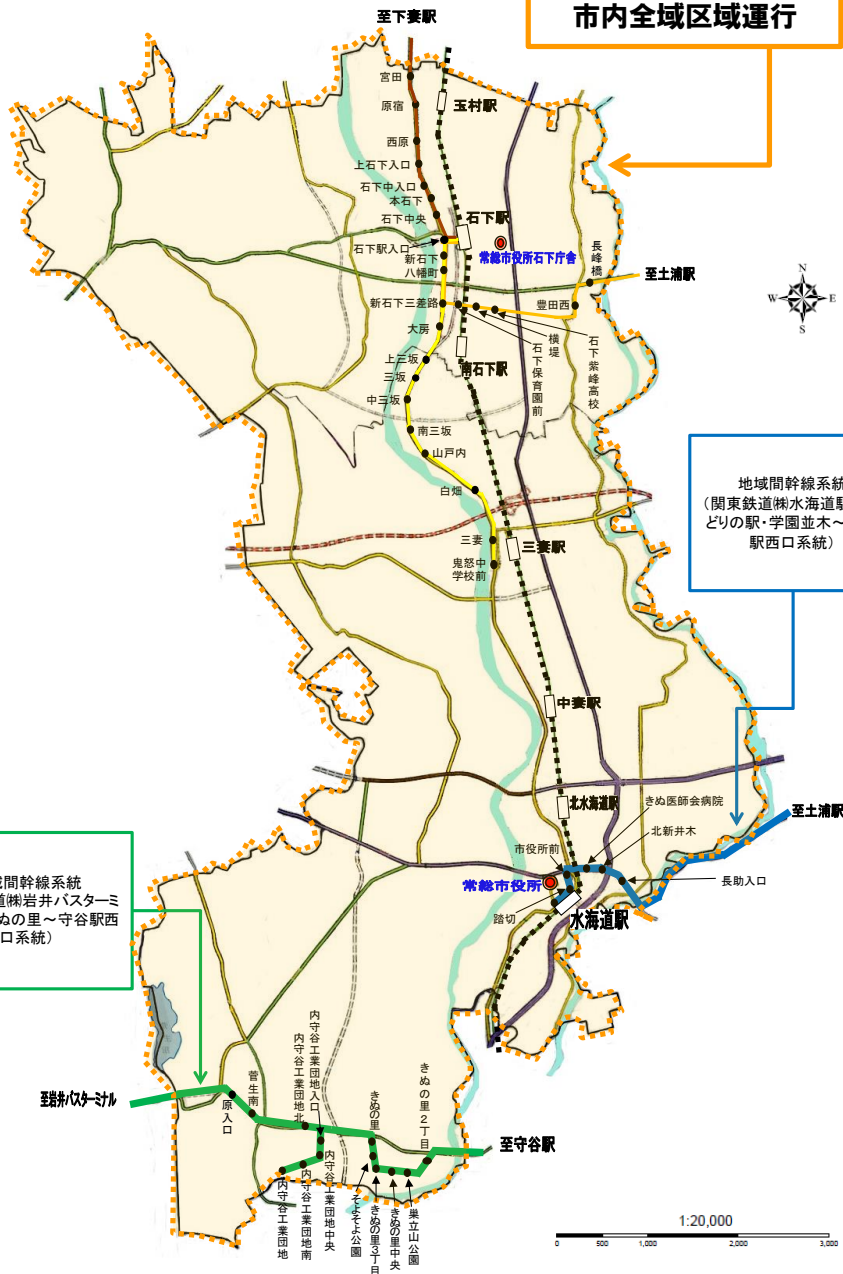 市内全域区域運行
至下妻駅
宮田
原宿
玉村駅
西原
上石下入口
石下中入口
本石下
石下中央
石下駅
石下駅入口
常総市役所石下庁舎
新石下
八幡町
長峰橋
至土浦駅
新石下三差路
豊田西
大房
横堤
石下紫峰高校
石下保育園前
南石下駅
上三坂
三坂
中三坂
南三坂
山戸内
白畑
三妻
三妻駅
鬼怒中
学校前
N
W
E
S
地域間幹線系統
(関東鉄道㈱水海道駅
どりの駅・学園並木～
駅西口系統)
中妻駅
北水海道駅
きぬ医師会病院
北新井木
至土浦駅
市役所前
常総市役所
長助入口
踏切
水海道駅
域間幹線系統
道㈱岩井バスターミ
ぬの里～守谷駅西
口系統)
至岩井バスターミナル
原入口
菅生南
内守谷工業団地北
内守谷工業団地入口
きぬの里
きぬの里2丁目
至守谷駅
内守谷工業団地
内守谷工業団地南
内守谷工業団地中央
そよそよ公園
きぬの里3丁目
きぬの里中央
巣立山公園
1:20,000
0 500 1,000 2,000 3,000